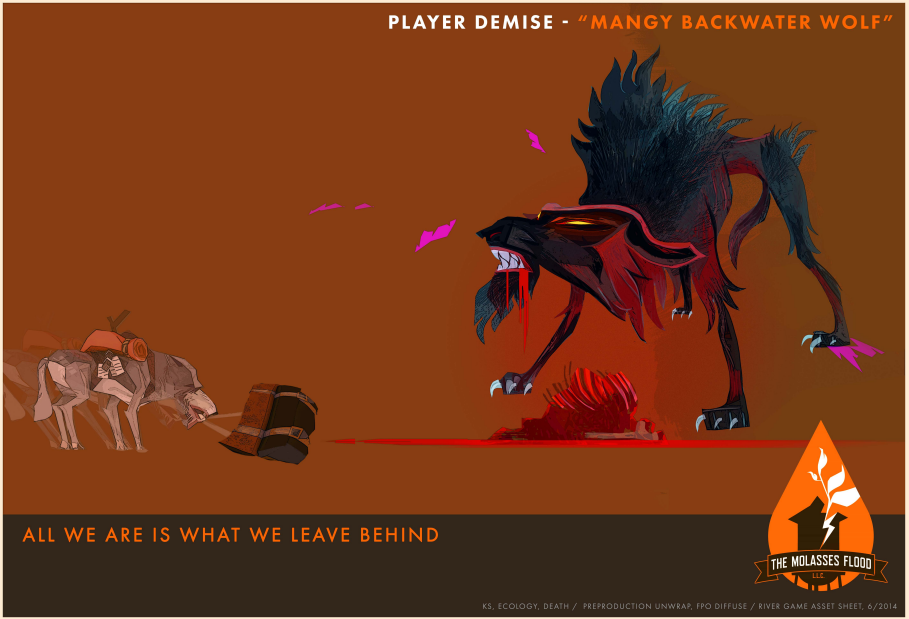 PLAYER DEMISE - “MANGY BACKWATER WOLF”
ALL WE ARE IS WHAT WE LEAVE BEHIND
THE MOLASSES FLOOD
LLC.
KS, ECOLOGY, DEATH / PREPRODUCTION UNWRAP, FPO DIFFUSE / RIVER GAME ASSET SHEET, 6/2014